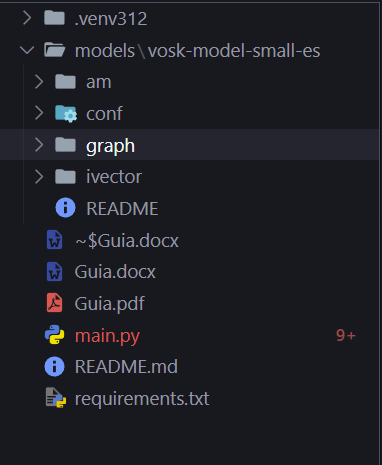 .venv312
models\vosk-model-small-es
am
conf
graph
ivector
README
~$Guia.docx
Guia.docx
Guia.pdf
main.py 9+
README.md
requirements.txt